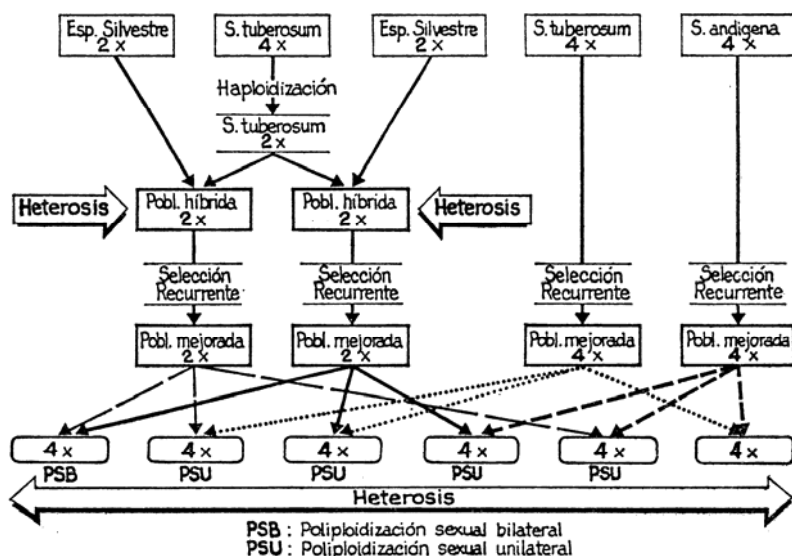 Esp. Silvestre S. tuberosum Esp. Silvestre S. tuberosum S. andigena
2x 4x 2x 4x 4x
Haploidización
S. tuberosum
2x
Heterosis Pobl. híbrida Pobl. híbrida Heterosis
2x 2x
Selección Selección Selección Selección
Recurrente Recurrente Recurrente Recurrente
Pobl. mejorada Pobl. mejorada Pobl. mejorada Pobl. mejorada
2x 2x 4x 4x
4x 4x 4x 4x 4x 4x
PSB PSU PSU PSU PSU
Heterosis
PSB : Poliploidización sexual bilateral
PSU : Poliploidización sexual unilateral